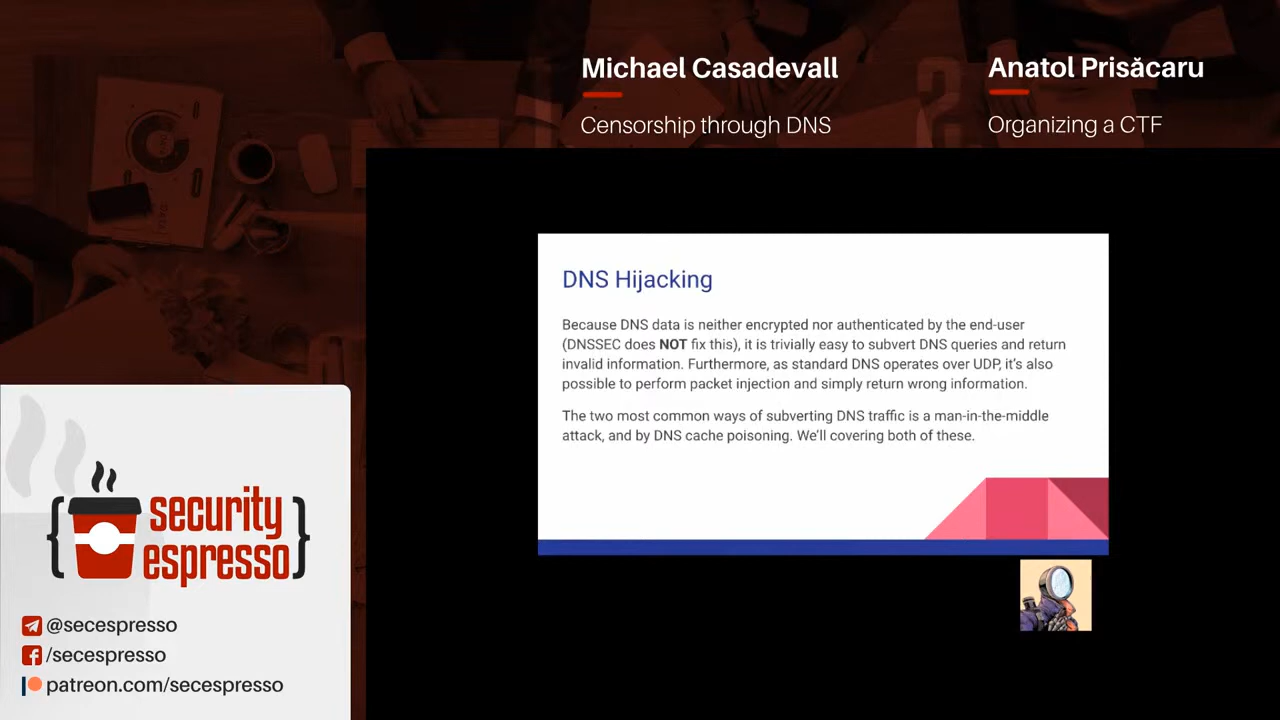 Michael Casadevall
Censorship through DNS
Anatol Prisăcaru
Organizing a CTF
DNS Hijacking
Because DNS data is neither encrypted nor authenticated by the end-user
(DNSSEC does NOT fix this), it is trivially easy to subvert DNS queries and return
invalid information. Furthermore, as standard DNS operates over UDP, it's also
possible to perform packet injection and simply return wrong information.
The two most common ways of subverting DNS traffic is a man-in-the-middle
attack, and by DNS cache poisoning. We'll covering both of these.
security
espresso
@secespresso
/secespresso
patreon.com/secespresso